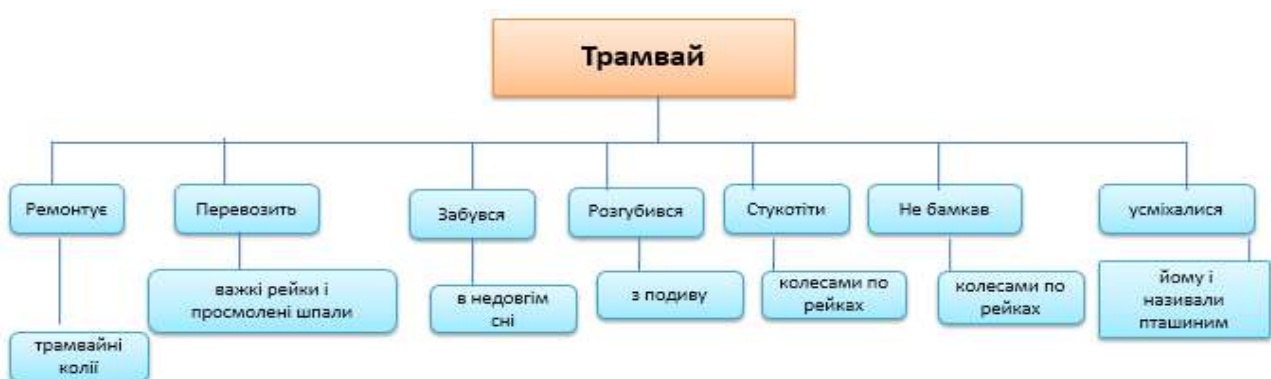 Трамвай
Ремонтує
Перевозить
Забувся
Розгубився
Стукотіти
Не бамкав
усміхалися
трамвайні
колії
важкі рейки і
просмолені шпали
в недовгім
сні
з подиву
колесами по
рейках
колесами по
рейках
йому і
називали
пташиним